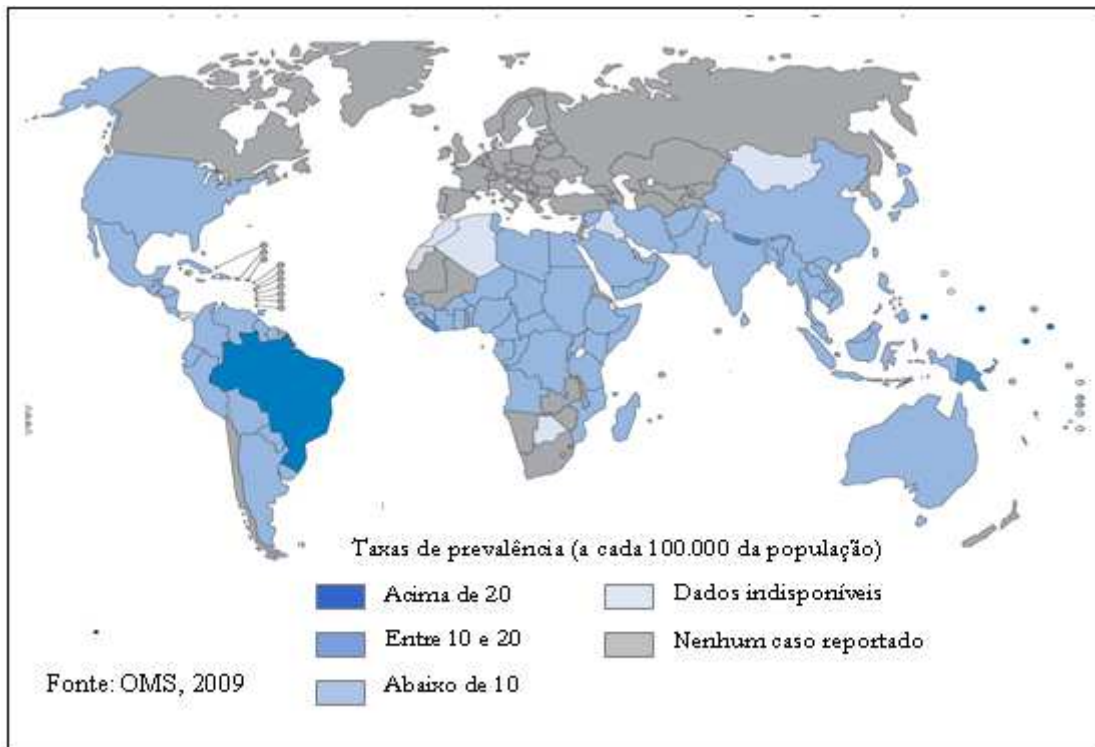 Taxas de prevalência (a cada 100.000 da população)
Acima de 20
Dados indisponíveis
Entre 10 e 20
Nenhum caso reportado
Fonte: OMS, 2009
Abaixo de 10